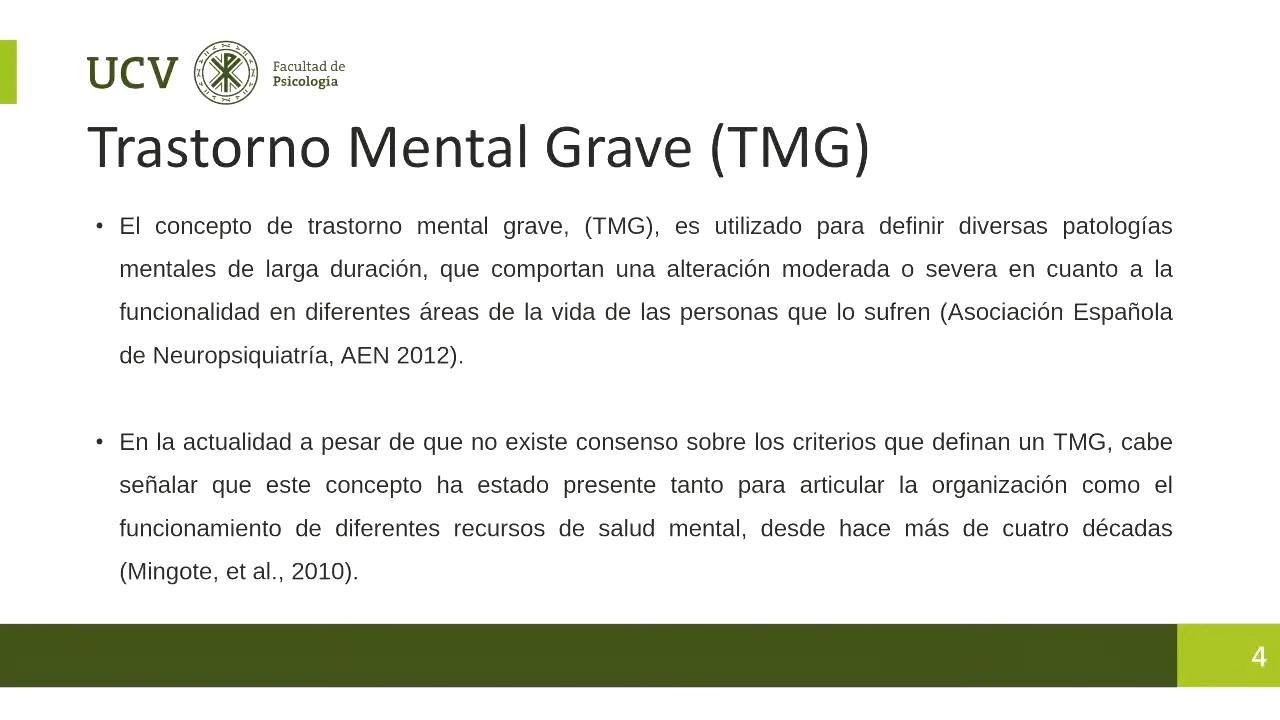 UCV
Facultad de
Psicología
Trastorno Mental Grave (TMG)
• El concepto de trastorno mental grave, (TMG), es utilizado para definir diversas patologías
mentales de larga duración, que comportan una alteración moderada o severa en cuanto a la
funcionalidad en diferentes áreas de la vida de las personas que lo sufren (Asociación Española
de Neuropsiquiatría, AEN 2012).
• En la actualidad a pesar de que no existe consenso sobre los criterios que definan un TMG, cabe
señalar que este concepto ha estado presente tanto para articular la organización como el
funcionamiento de diferentes recursos de salud mental, desde hace más de cuatro décadas
(Mingote, et al., 2010).
4